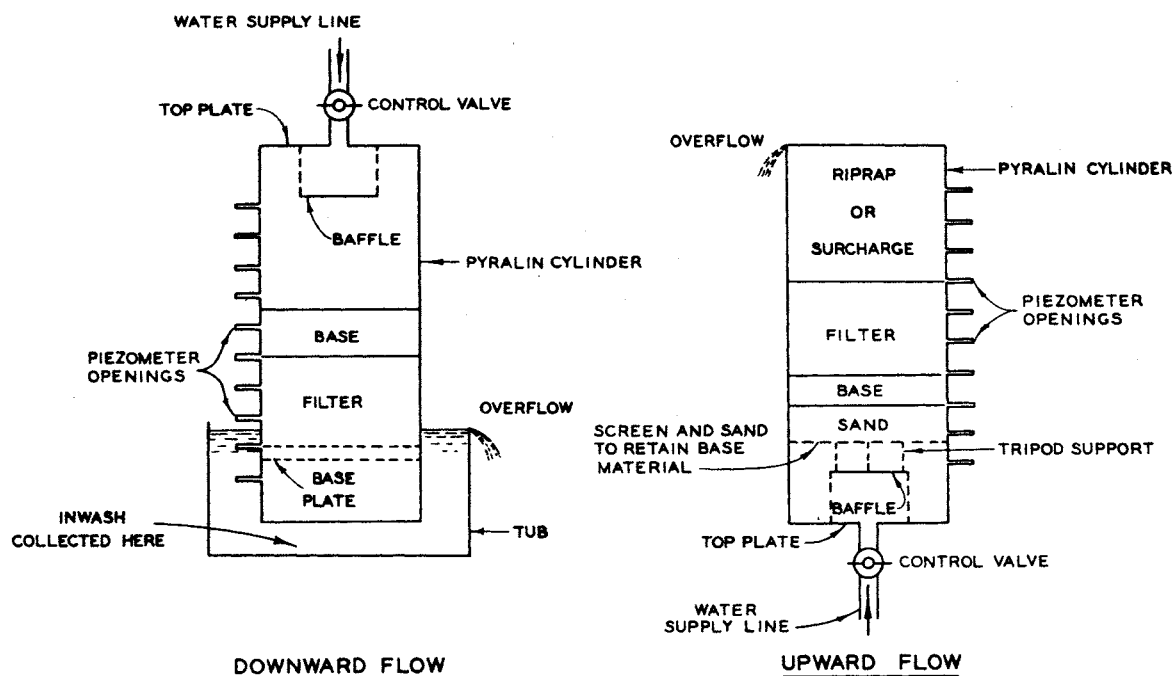 WATER SUPPLY LINE
TOP PLATE
CONTROL VALVE
BAFFLE
PYRALIN CYLINDER
BASE
PIEZOMETER
OPENINGS
FILTER
OVERFLOW
BASE
PLATE
INWASH
COLLECTED HERE
TUB
DOWNWARD FLOW
OVERFLOW
RIPRAP
OR
SURCHARGE
PYRALIN CYLINDER
PIEZOMETER
OPENINGS
FILTER
BASE
SAND
SCREEN AND SAND
TO RETAIN BASE
MATERIAL
TRIPOD SUPPORT
BAFFLE
TOP PLATE
CONTROL VALVE
WATER
SUPPLY LINE
UPWARD FLOW